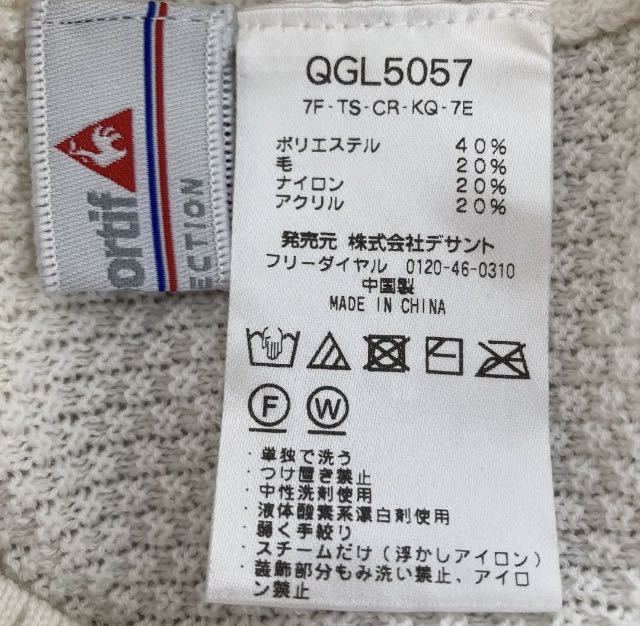 ortif
ECTION
QGL5057
7F-TS-CR-KQ-7E
ポリエステル 40%
毛 20%
ナイロン 20%
アクリル 20%
発売元 株式会社デサント
フリーダイヤル 0120-46-0310
中国製
MADE IN CHINA
F W
・単独で洗う
・つけ置き禁止
・中性洗剤使用
・液体酸素系漂白剤使用
・弱く手絞り
・スチームだけ(浮かしアイロン)
・装飾部分もみ洗い禁止、アイロ
ン禁止